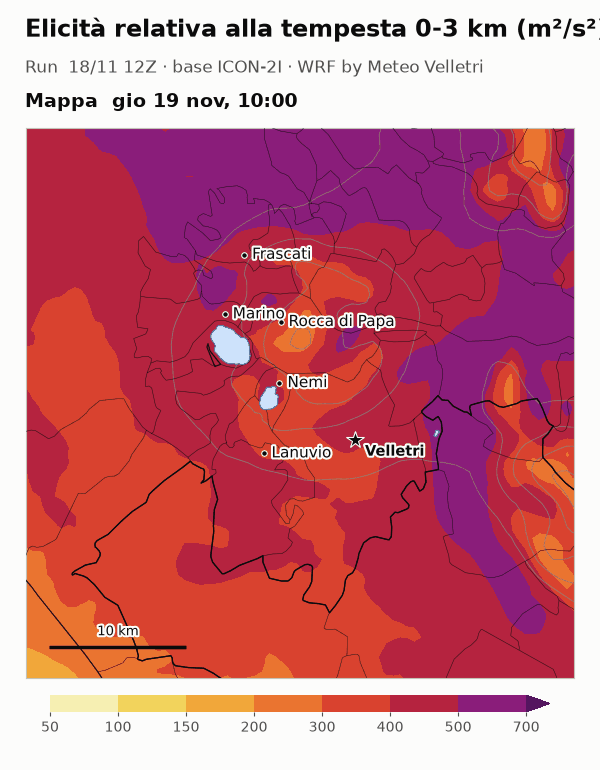 Elicità relativa alla tempesta 0-3 km (m²/s²)
Run 18/11 12Z · base ICON-2I · WRF by Meteo Velletri
Mappa gio 19 nov, 10:00
Frascati
Marino
Rocca di Papa
Nemi
Velletri
Lanuvio
10 km
50 100 150 200 300 400 500 700